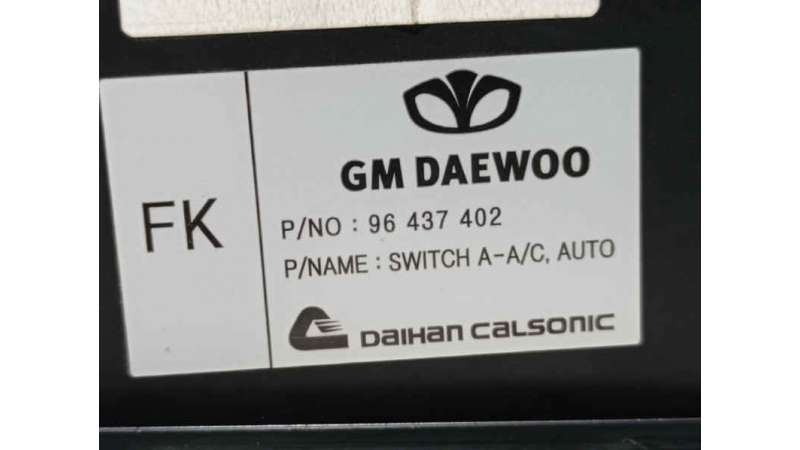 GM DAEWOO
FK
P/NO : 96 437 402
P/NAME : SWITCH A-A/C, AUTO
DAIHAN CALSONIC